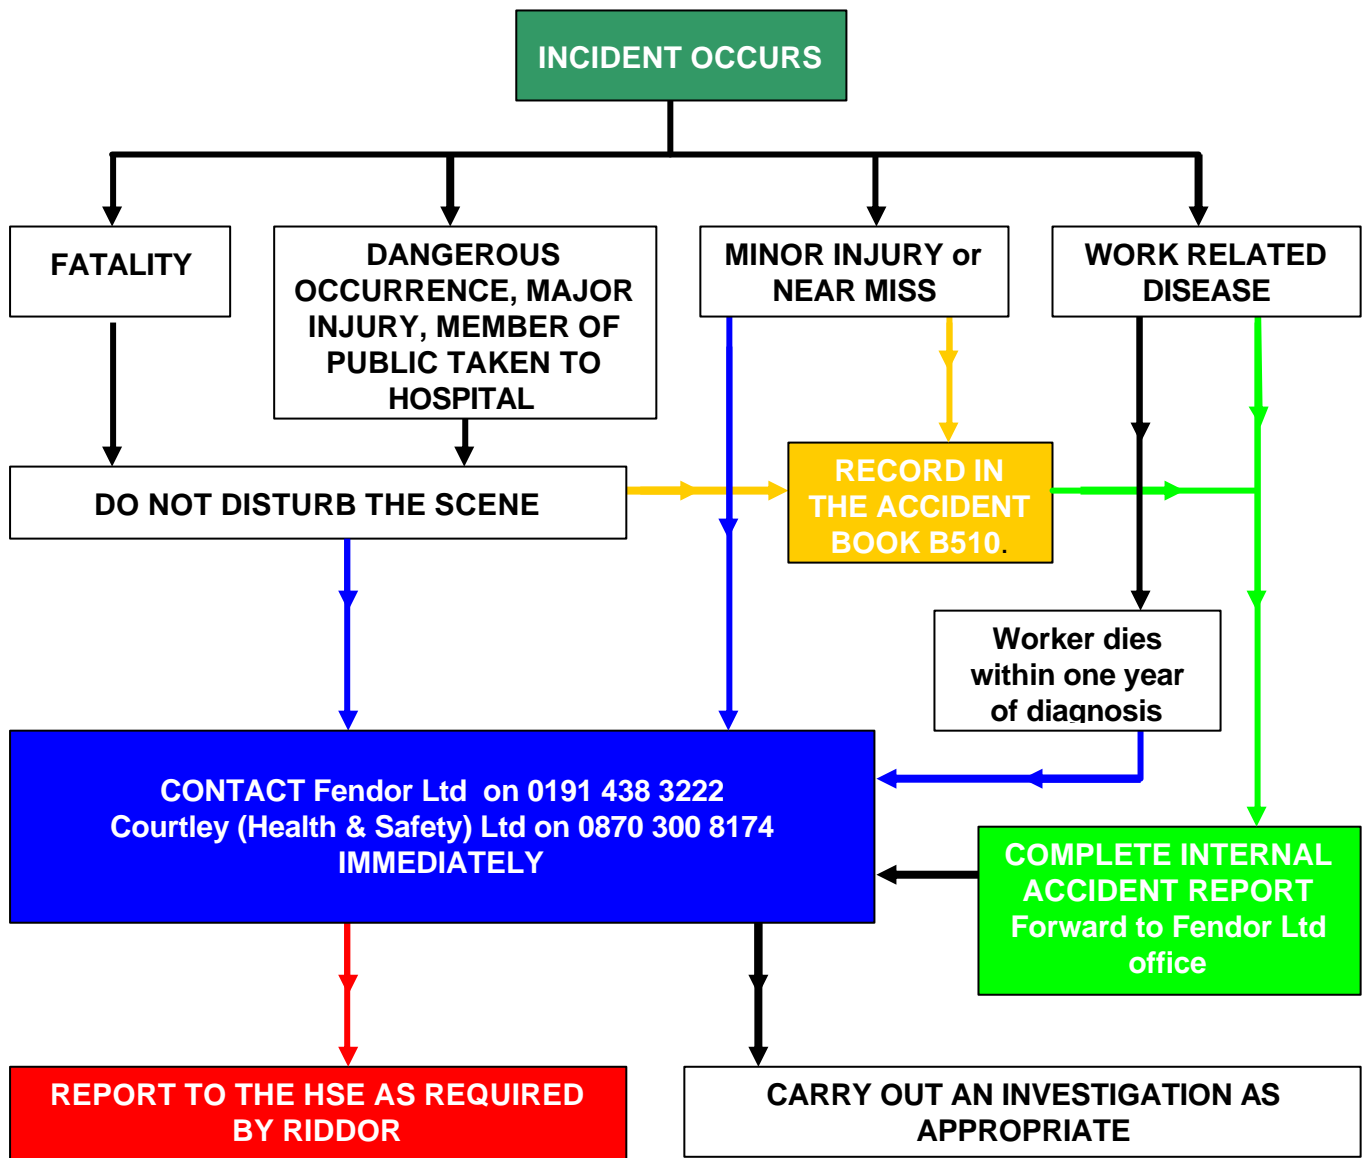 INCIDENT OCCURS
FATALITY
DANGEROUS
OCCURRENCE, MAJOR
INJURY, MEMBER OF
PUBLIC TAKEN TO
HOSPITAL
MINOR INJURY or
NEAR MISS
WORK RELATED
DISEASE
DO NOT DISTURB THE SCENE
RECORD IN
THE ACCIDENT
BOOK B510.
Worker dies
within one year
of diagnosis
CONTACT Fendor Ltd on 0191 438 3222
Courtley (Health & Safety) Ltd on 0870 300 8174
IMMEDIATELY
COMPLETE INTERNAL
ACCIDENT REPORT
Forward to Fendor Ltd
office
REPORT TO THE HSE AS REQUIRED
BY RIDDOR
CARRY OUT AN INVESTIGATION AS
APPROPRIATE